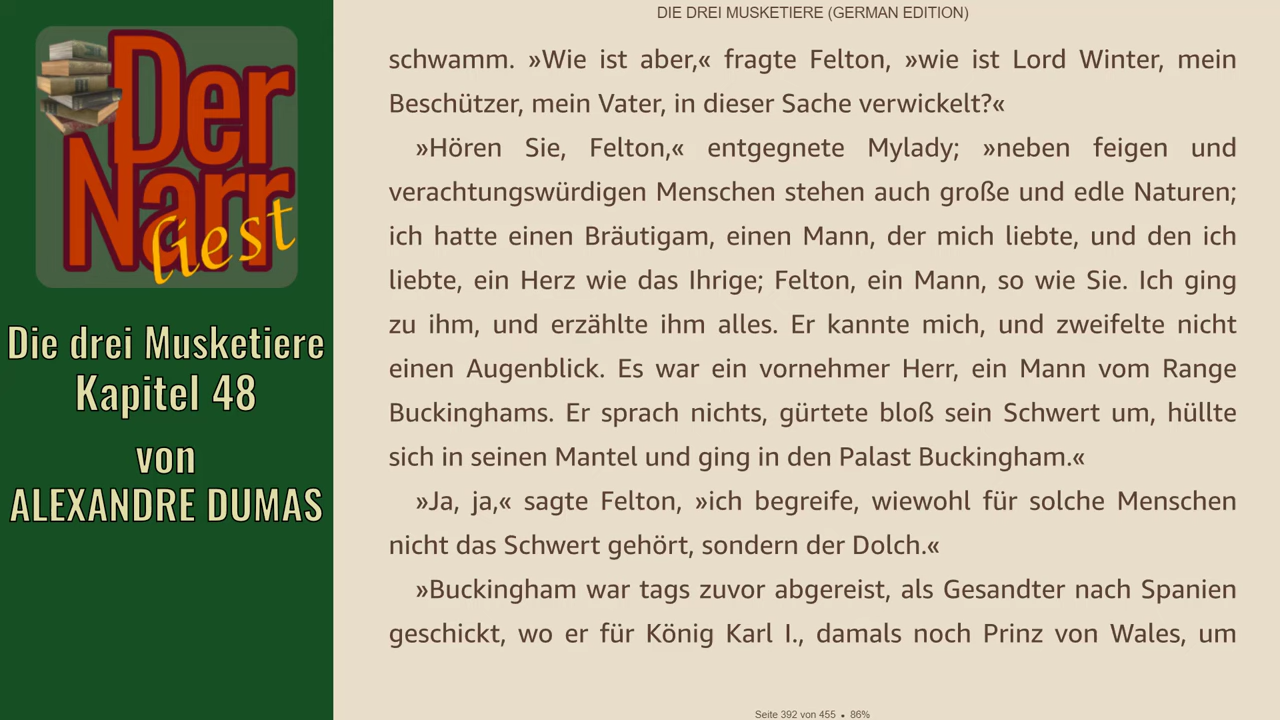 Der
Narr
liest
Die drei Musketiere
Kapitel 48
von
ALEXANDRE DUMAS
DIE DREI MUSKETIERE (GERMAN EDITION)
schwamm. »Wie ist aber,« fragte Felton, »wie ist Lord Winter, mein
Beschützer, mein Vater, in dieser Sache verwickelt?«
»Hören Sie, Felton,« entgegnete Mylady; »neben feigen und
verachtungswürdigen Menschen stehen auch große und edle Naturen;
ich hatte einen Bräutigam, einen Mann, der mich liebte, und den ich
liebte, ein Herz wie das Ihrige; Felton, ein Mann, so wie Sie. Ich ging
zu ihm, und erzählte ihm alles. Er kannte mich, und zweifelte nicht
einen Augenblick. Es war ein vornehmer Herr, ein Mann vom Range
Buckinghams. Er sprach nichts, gürtete bloß sein Schwert um, hüllte
sich in seinen Mantel und ging in den Palast Buckingham.«
»Ja, ja,« sagte Felton, »ich begreife, wiewohl für solche Menschen
nicht das Schwert gehört, sondern der Dolch.«
»Buckingham war tags zuvor abgereist, als Gesandter nach Spanien
geschickt, wo er für König Karl I., damals noch Prinz von Wales, um
Seite 392 von 455 • 86%